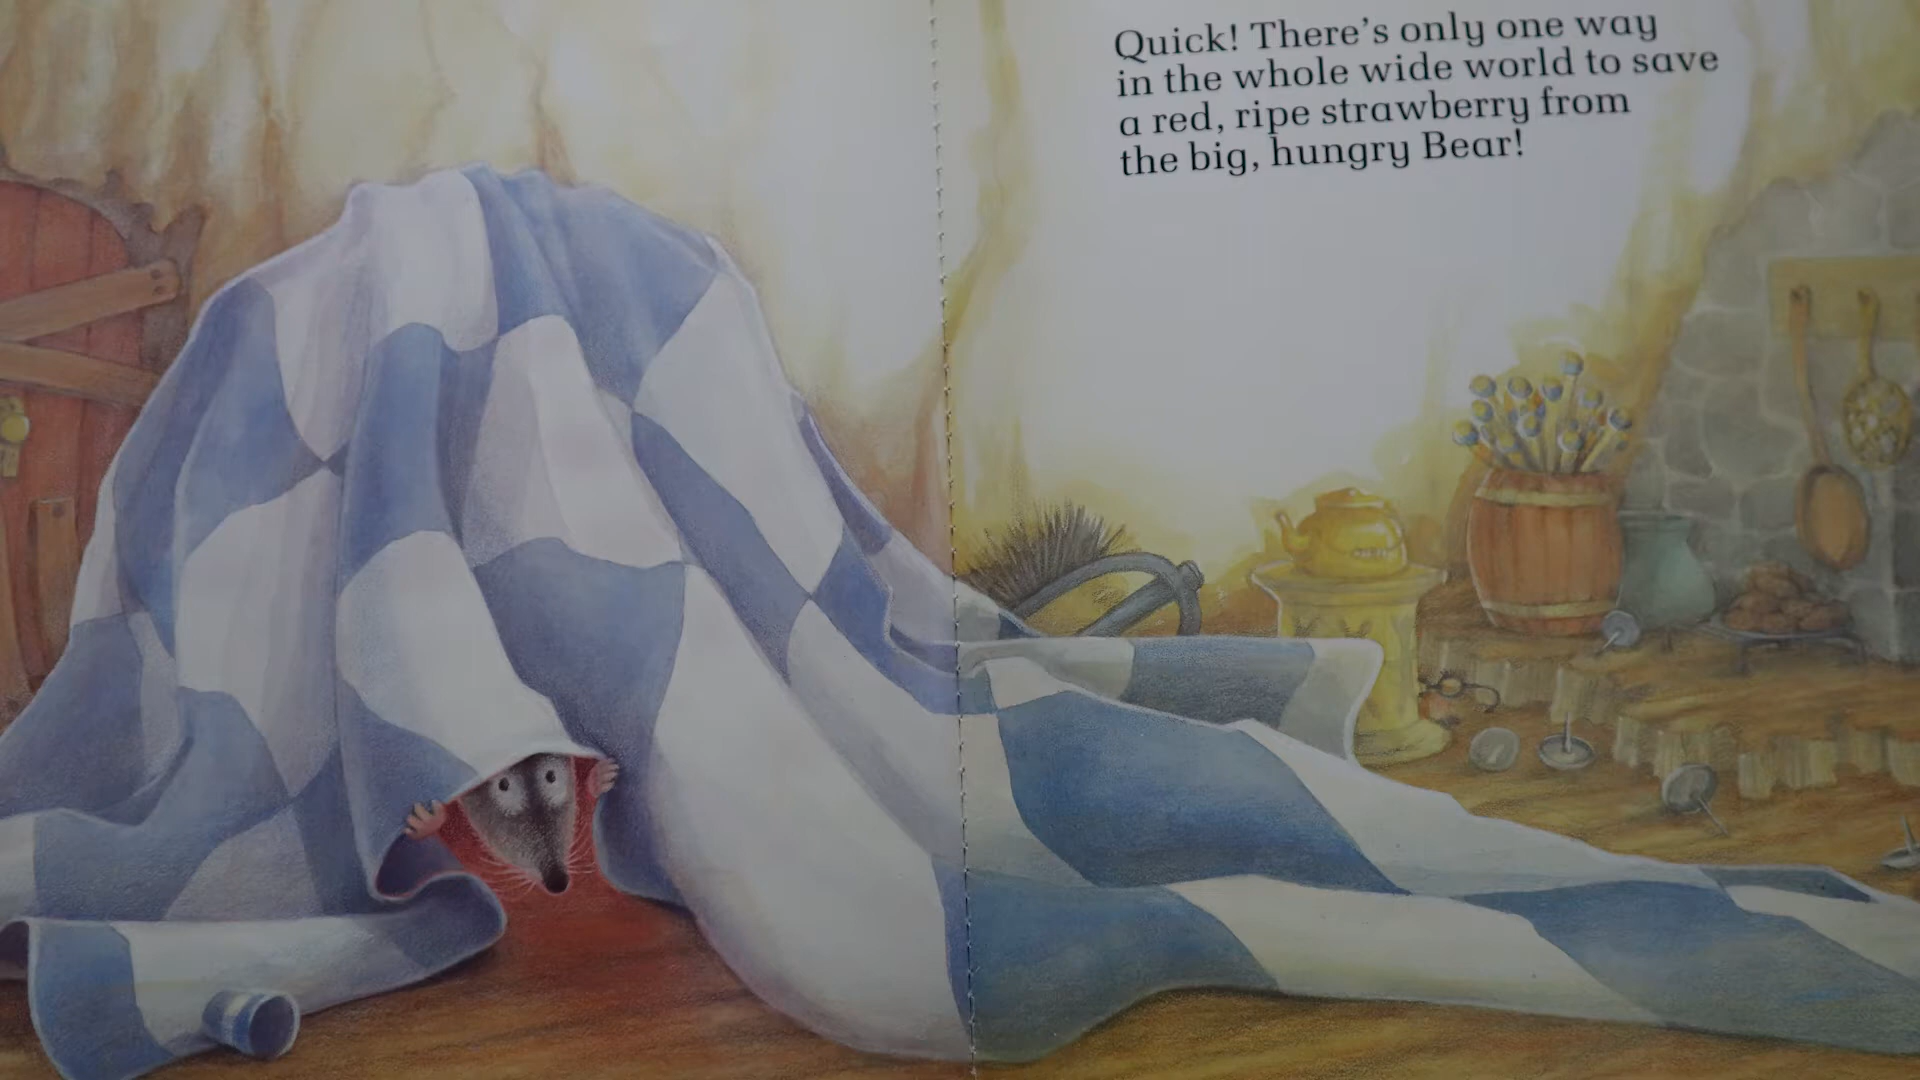 Quick! There's only one way
in the whole wide world to save
a red, ripe strawberry from
the big, hungry Bear!